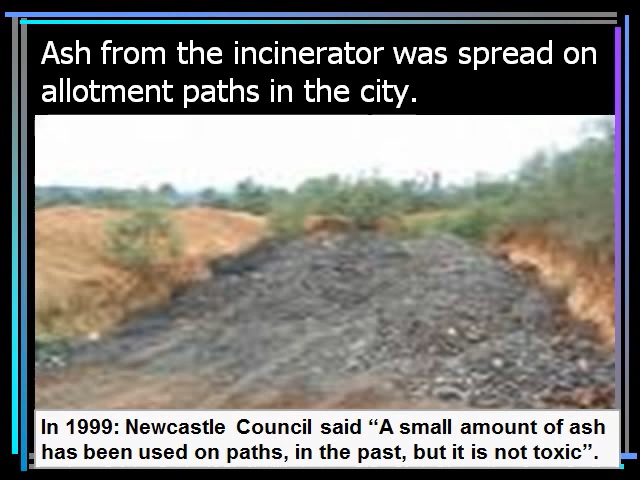 Ash from the incinerator was spread on
allotment paths in the city.
In 1999: Newcastle Council said “A small amount of ash
has been used on paths, in the past, but it is not toxic”.